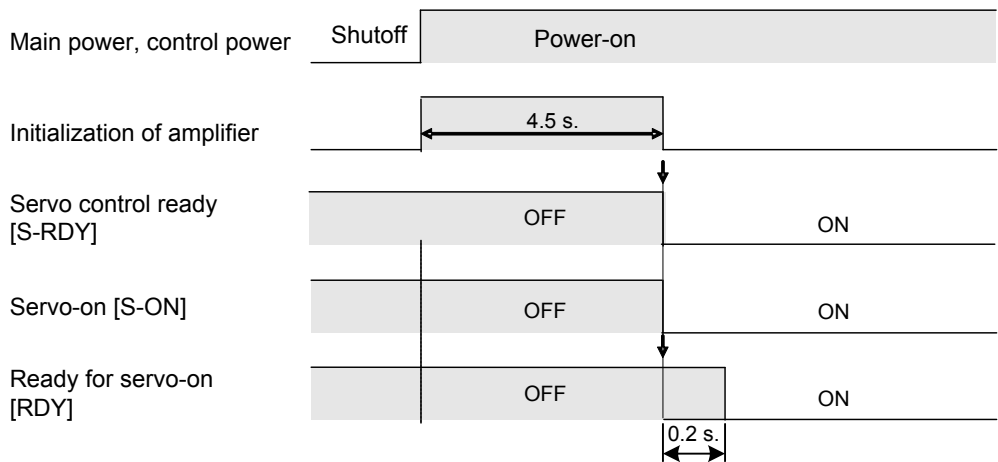 Main power, control power
Shutoff
Power-on
Initialization of amplifier
4.5 s.
Servo control ready
[S-RDY]
OFF
ON
Servo-on [S-ON]
OFF
ON
Ready for servo-on
[RDY]
OFF
ON
0.2 s.